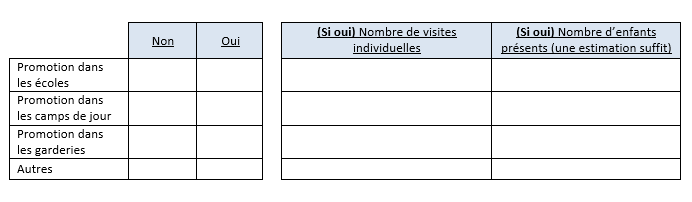 Non
Oui
(Si oui) Nombre de visites
individuelles
(Si oui) Nombre d'enfants
présents (une estimation suffit)
Promotion dans
les écoles
Promotion dans
les camps de jour
Promotion dans
les garderies
Autres